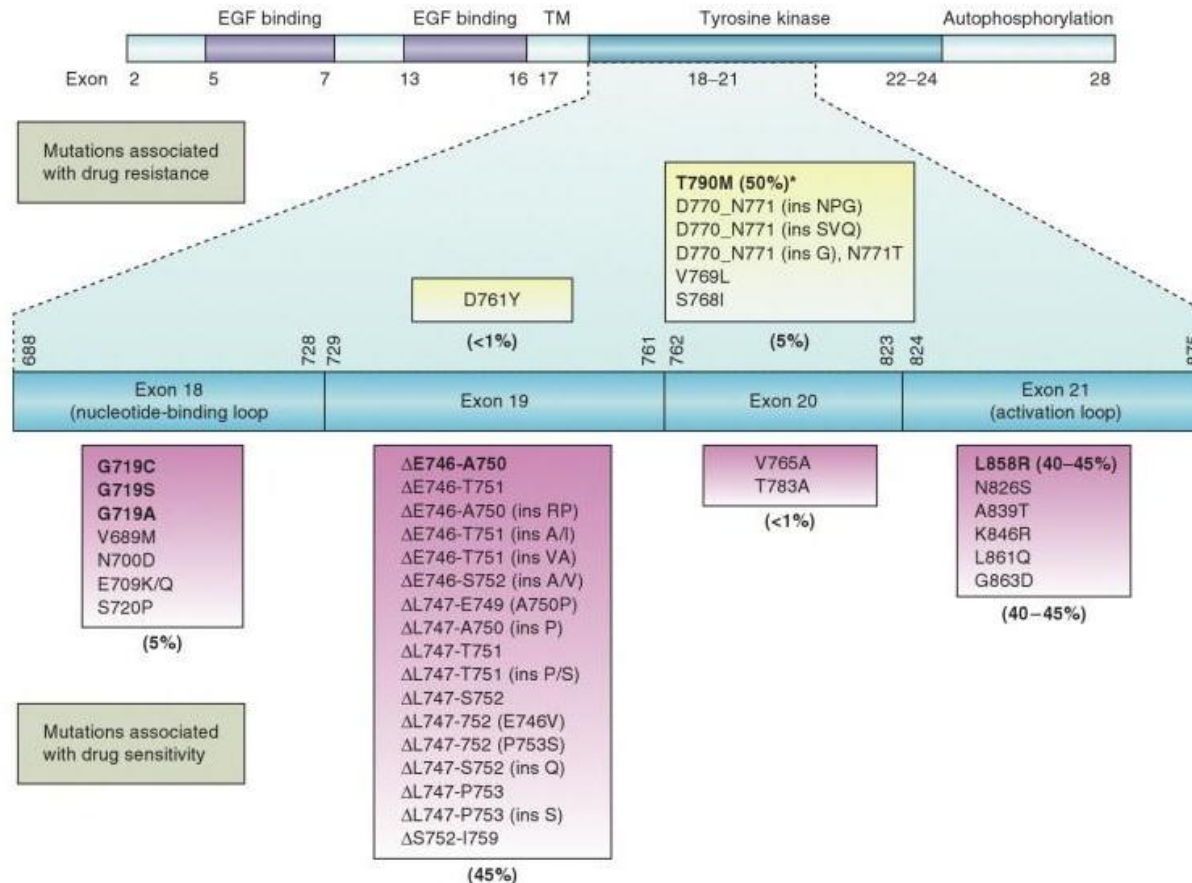 EGF binding EGF binding TM Tyrosine kinase Autophosphorylation
Exon 2 5 7 13 16 17 18–21 22–24 28
Mutations associated
with drug resistance
T790M (50%)*
D770_N771 (ins NPG)
D770_N771 (ins SVQ)
D770_N771 (ins G), N771T
V769L
S768I
D761Y
(<1%)
(5%)
688 728 729 761 762 823 824 875
Exon 18
(nucleotide-binding loop
Exon 19
Exon 20
Exon 21
(activation loop)
G719C
G719S
G719A
V689M
N700D
E709K/Q
S720P
(5%)
ΔE746-A750
ΔE746-T751
ΔE746-A750 (ins RP)
ΔE746-T751 (ins A/I)
ΔE746-T751 (ins VA)
ΔE746-S752 (ins A/V)
ΔL747-E749 (A750P)
ΔL747-A750 (ins P)
ΔL747-T751
ΔL747-T751 (ins P/S)
ΔL747-S752
ΔL747-752 (E746V)
ΔL747-752 (P753S)
ΔL747-S752 (ins Q)
ΔL747-P753
ΔL747-P753 (ins S)
ΔS752-I759
(45%)
V765A
T783A
(<1%)
L858R (40–45%)
N826S
A839T
K846R
L861Q
G863D
(40–45%)
Mutations associated
with drug sensitivity